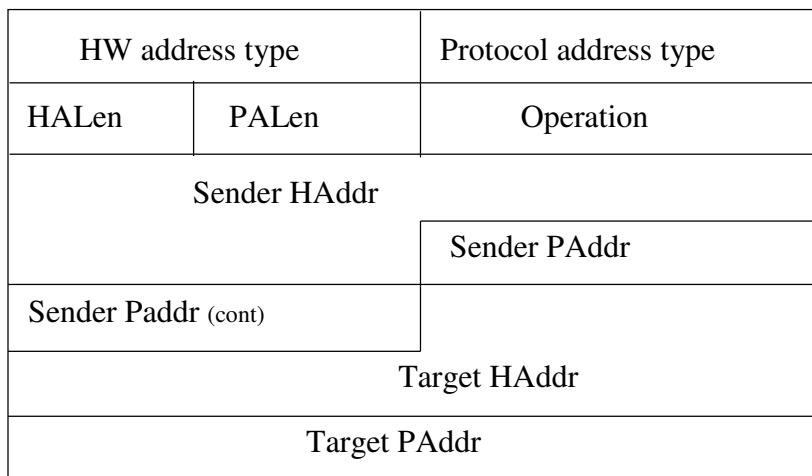 HW address type Protocol address type
HALen PALen Operation
Sender HAddr
Sender PAddr
Sender Paddr (cont)
Target HAddr
Target PAddr